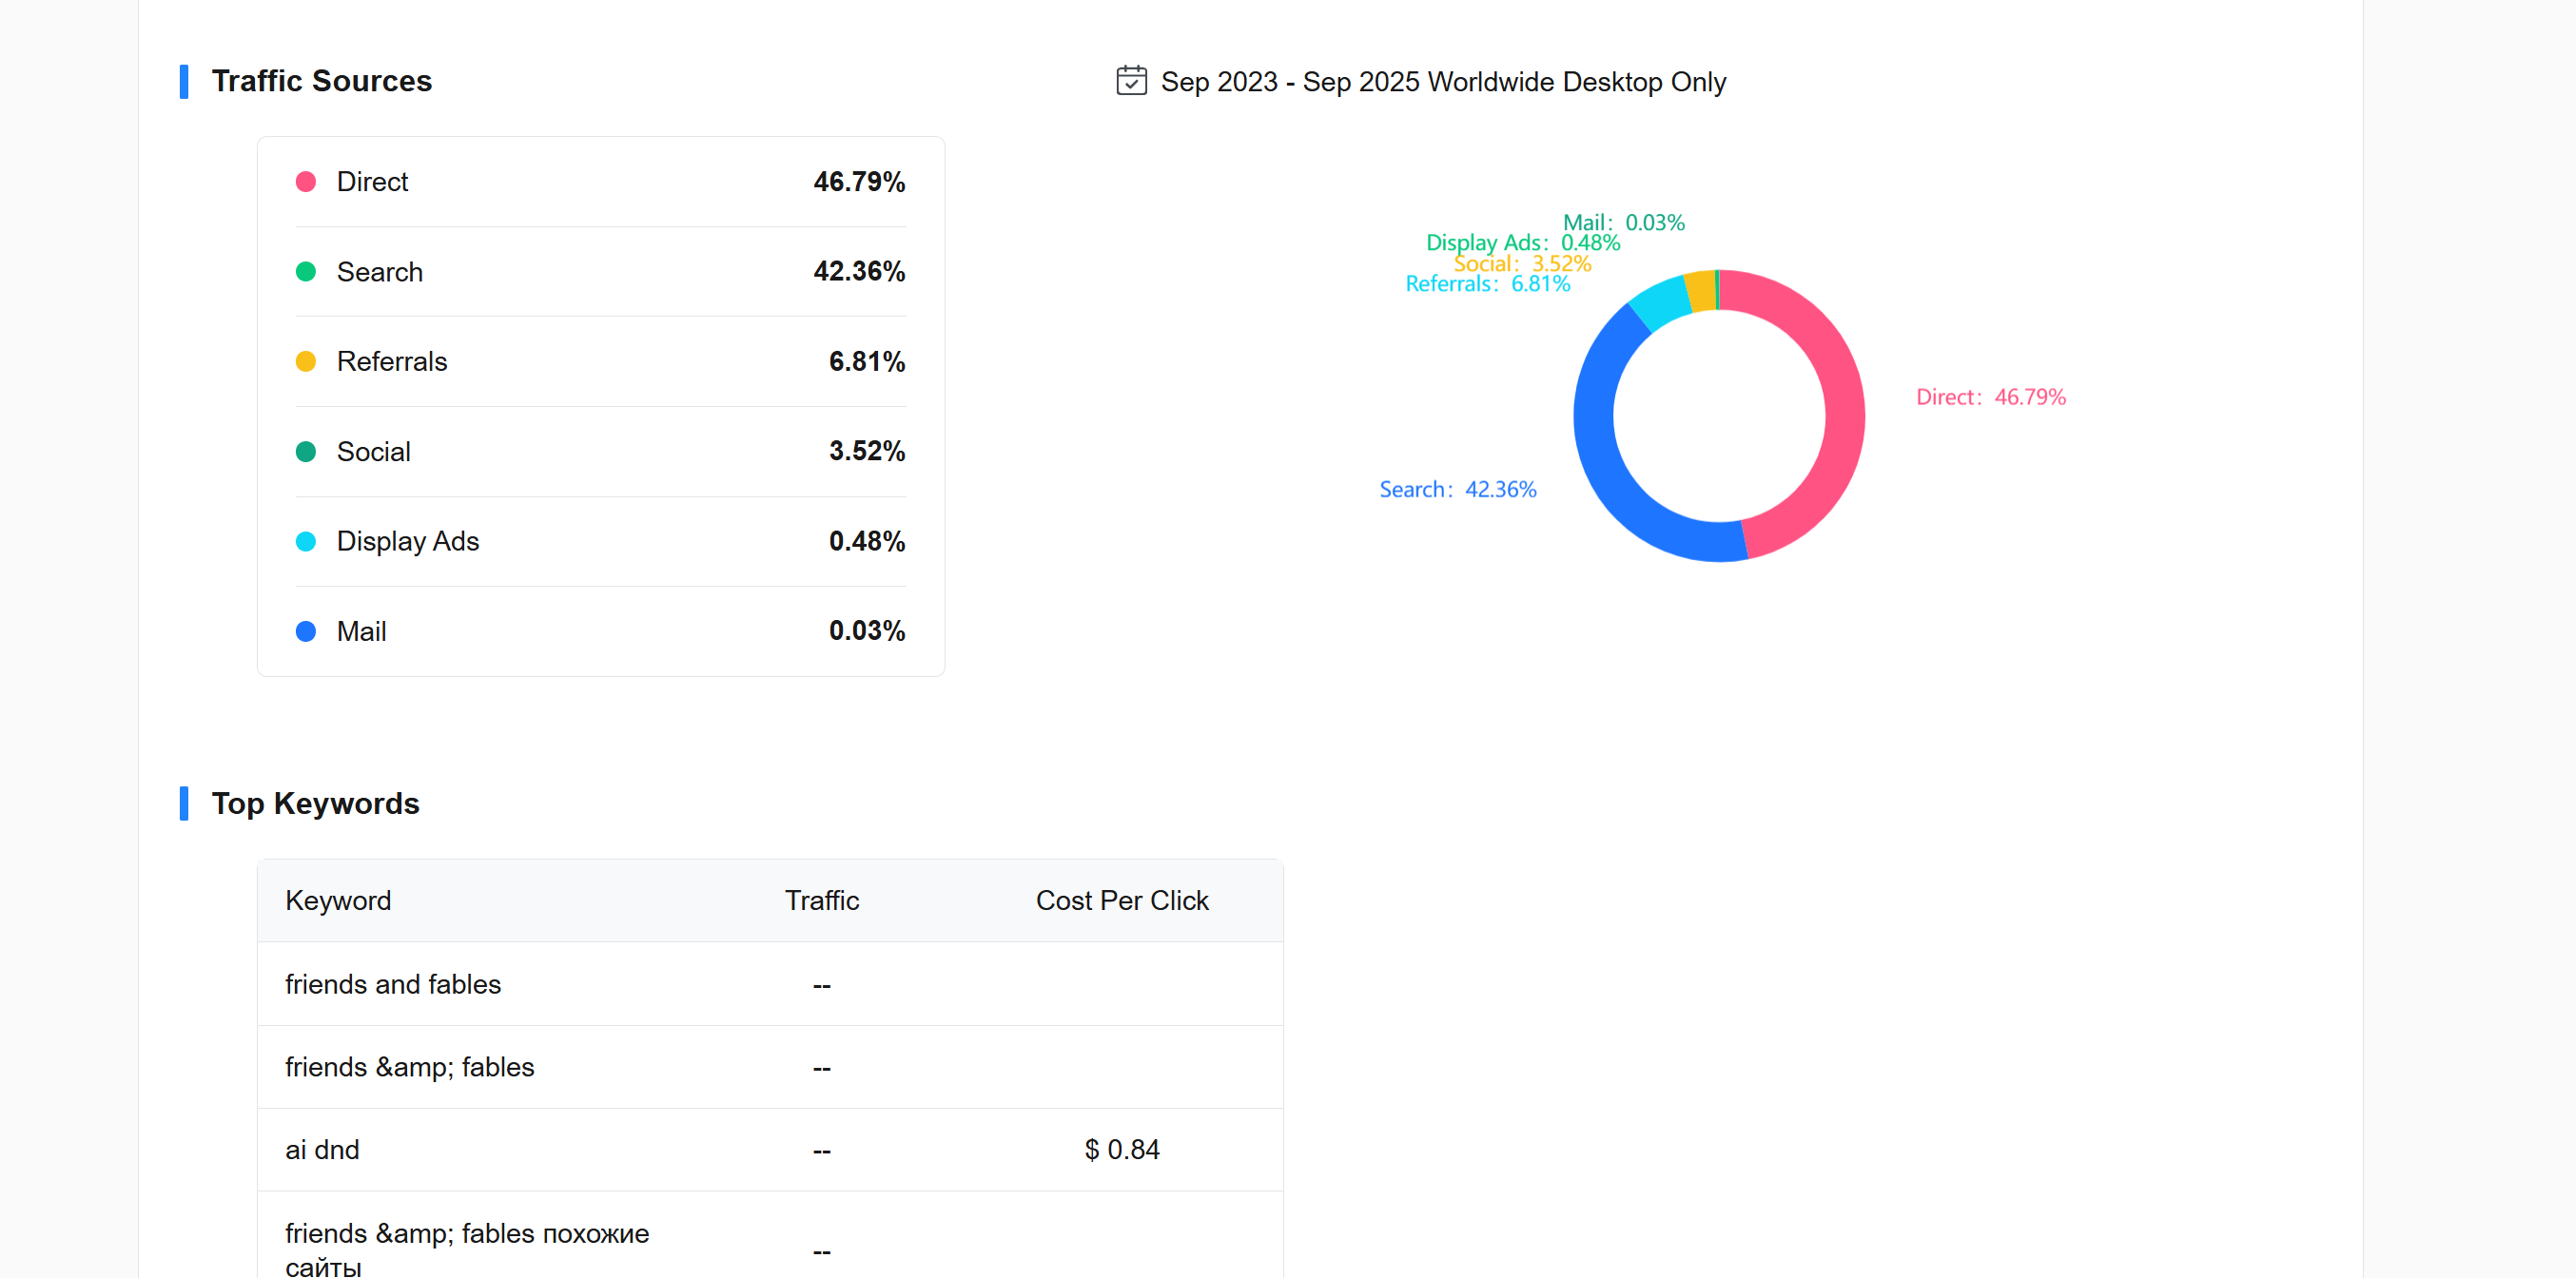 Traffic Sources
Sep 2023 - Sep 2025 Worldwide Desktop Only
Direct 46.79%
Search 42.36%
Referrals 6.81%
Social 3.52%
Display Ads 0.48%
Mail 0.03%
Mail: 0.03%
Display Ads: 0.48%
Social: 3.52%
Referrals: 6.81%
Direct: 46.79%
Search: 42.36%
Top Keywords
Keyword Traffic Cost Per Click
friends and fables --
friends &amp; fables --
ai dnd -- $ 0.84
friends &amp; fables похожие
сайты --